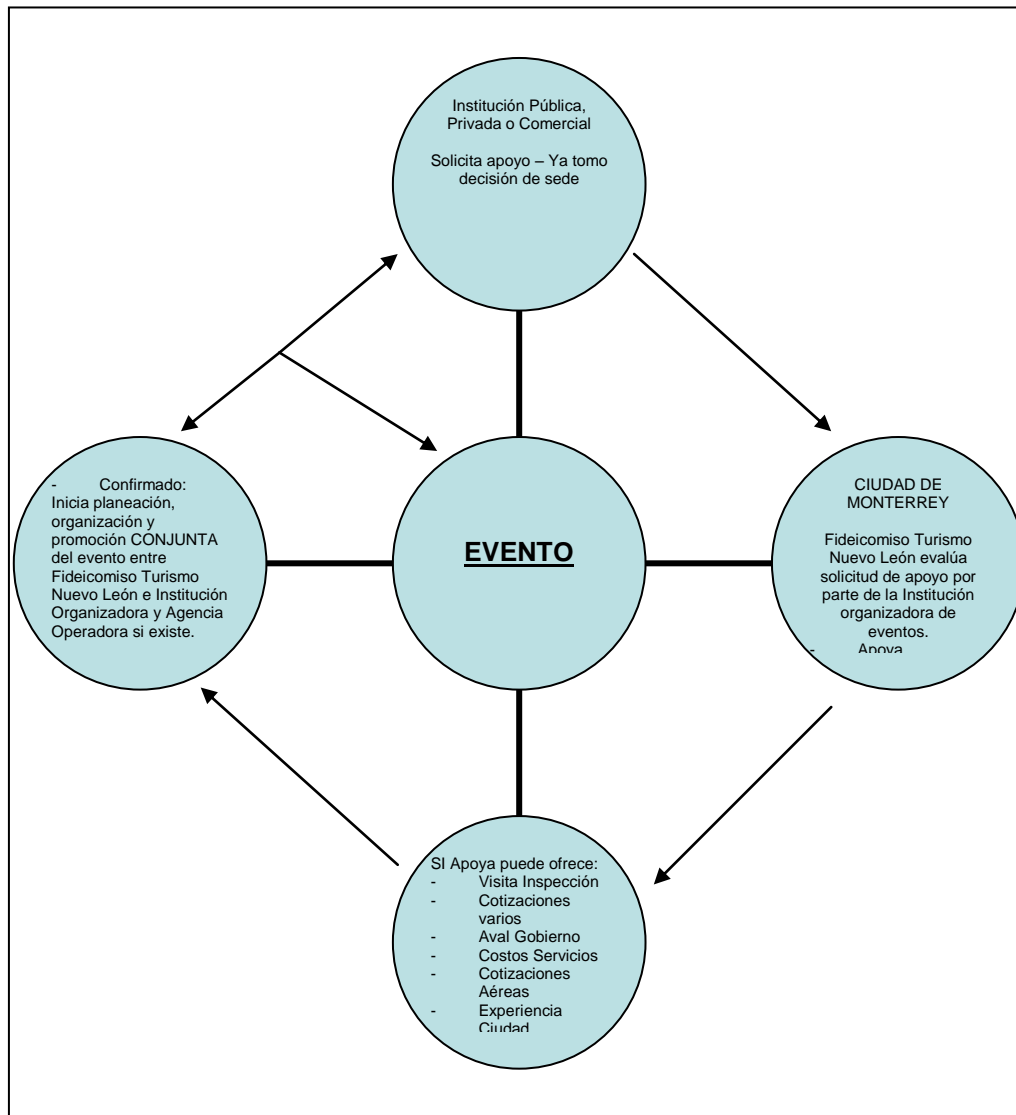 Institución Pública,
Privada o Comercial
Solicita apoyo – Ya tomo
decisión de sede
- Confirmado:
Inicia planeación,
organización y
promoción CONJUNTA
del evento entre
Fideicomiso Turismo
Nuevo León e Institución
Organizadora y Agencia
Operadora si existe.
EVENTO
CIUDAD DE
MONTERREY
Fideicomiso Turismo
Nuevo León evalúa
solicitud de apoyo por
parte de la Institución
organizadora de
eventos.
- Apoya
SI Apoya puede ofrece:
- Visita Inspección
- Cotizaciones
varios
- Aval Gobierno
- Costos Servicios
- Cotizaciones
Aéreas
- Experiencia
Ciudad